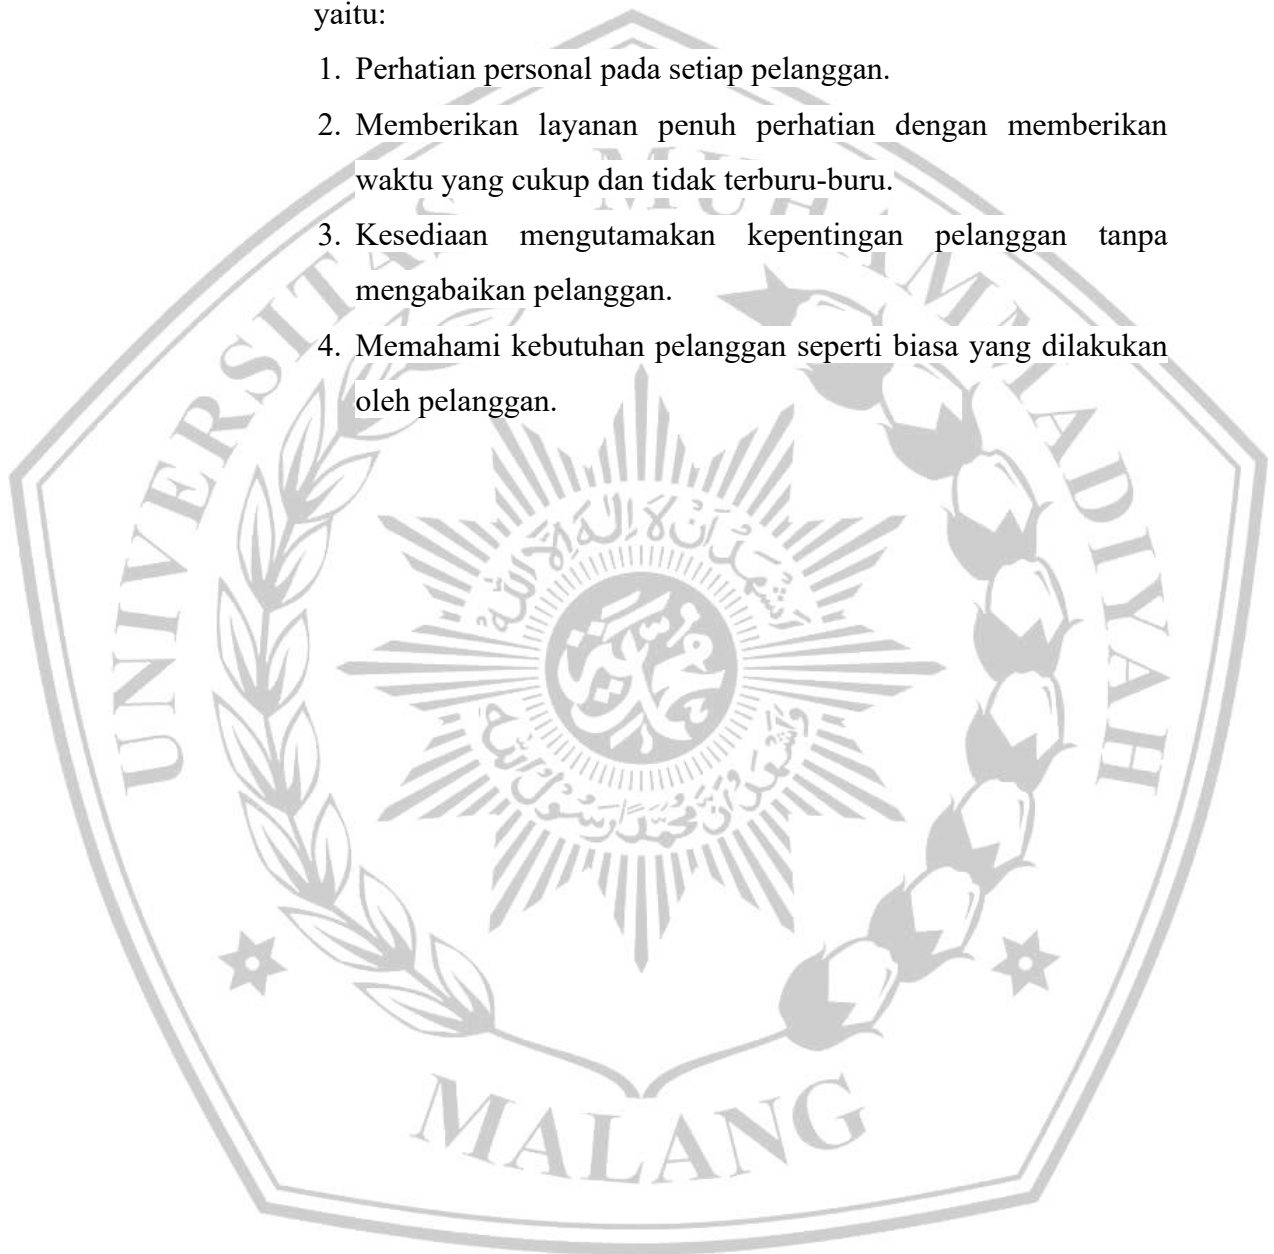 yaitu:
1. Perhatian personal pada setiap pelanggan.
2. Memberikan layanan penuh perhatian dengan memberikan
waktu yang cukup dan tidak terburu-buru.
3. Kesediaan mengutamakan kepentingan pelanggan tanpa
mengabaikan pelanggan.
4. Memahami kebutuhan pelanggan seperti biasa yang dilakukan
oleh pelanggan.
MALANG